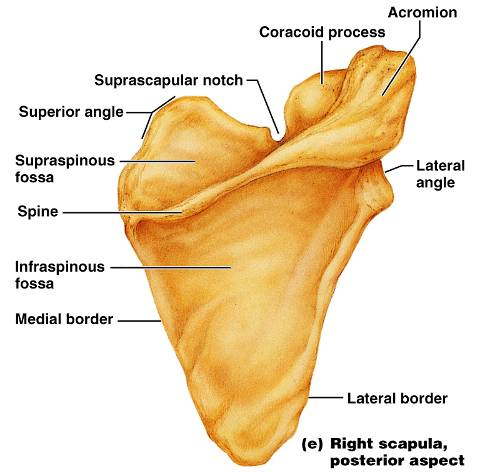 Acromion
Coracoid process
Suprascapular notch
Superior angle
Supraspinous
fossa
Lateral
angle
Spine
Infraspinous
fossa
Medial border
Lateral border
(e) Right scapula,
posterior aspect